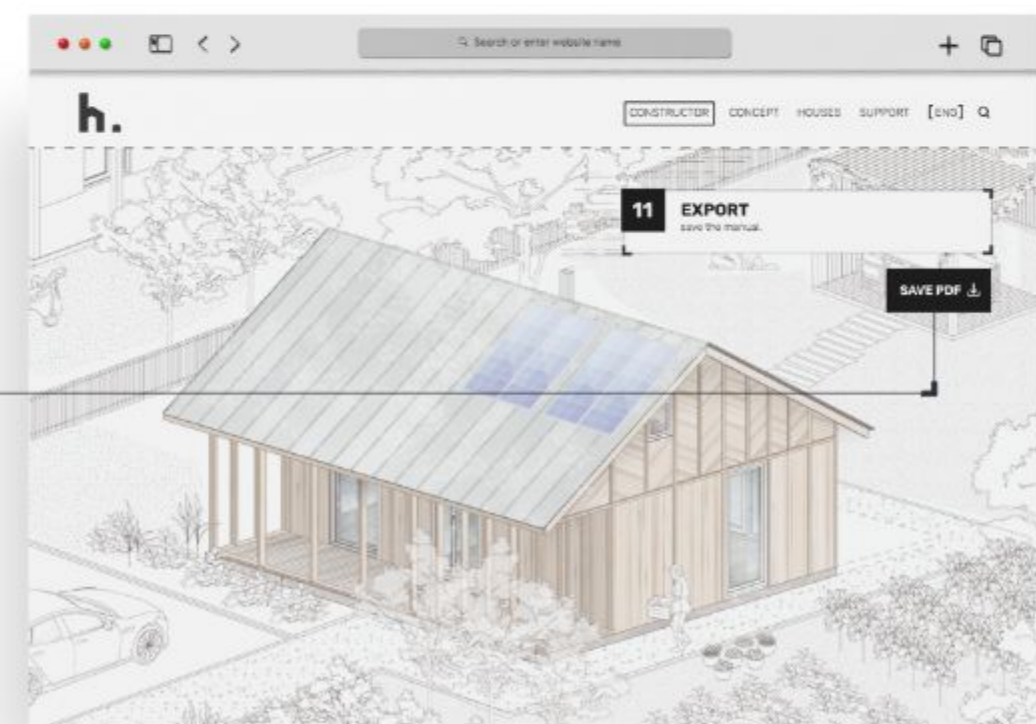 Search or enter website name
h.
CONSTRUCTOR CONCEPT HOUSES SUPPORT [ENG]
11 EXPORT
save the manual.
SAVE PDF